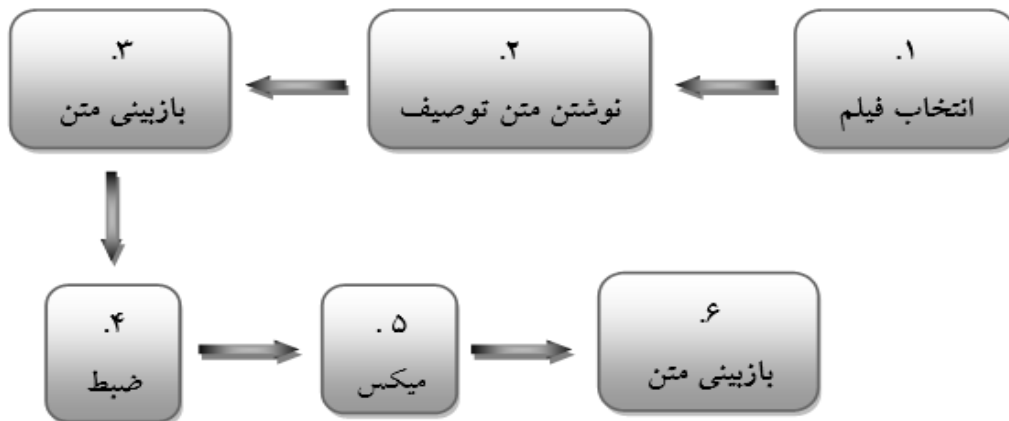 ۱.
انتخاب فیلم
۲.
نوشتن متن توصیف
۳.
بازبینی متن
۴.
ضبط
۵ .
میکس
۶.
بازبینی متن